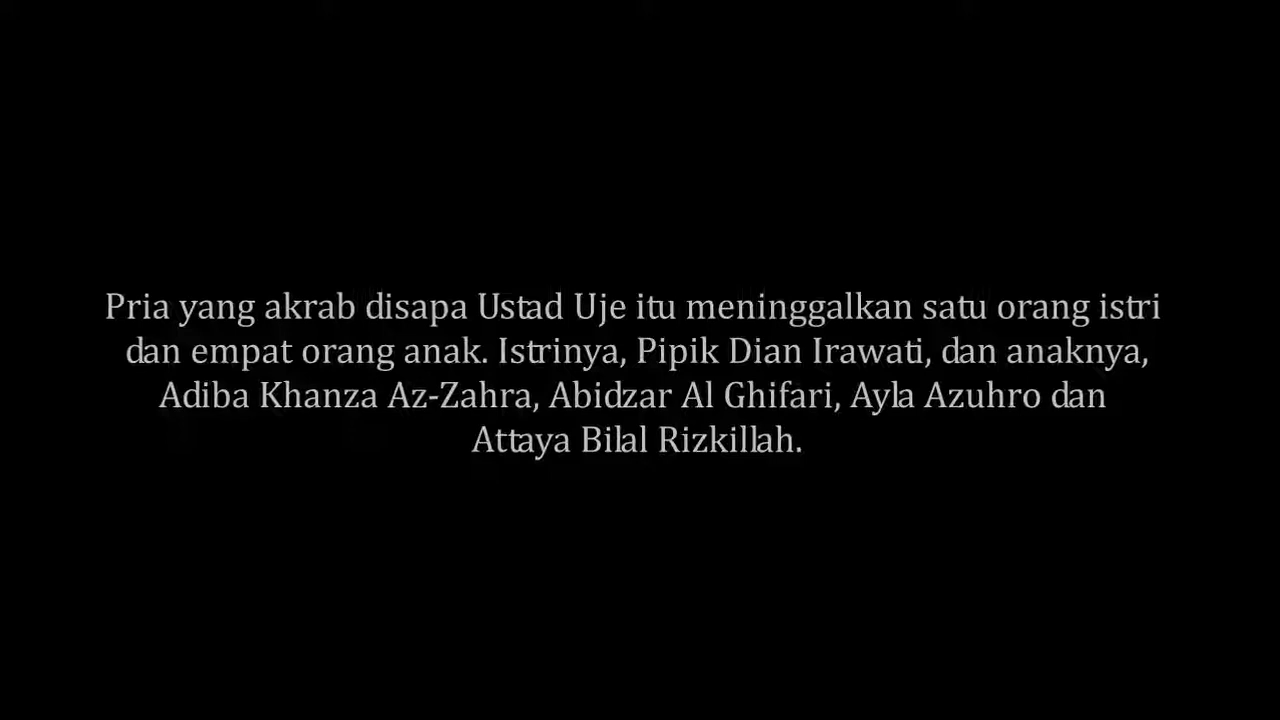 Pria yang akrab disapa Ustad Uje itu meninggalkan satu orang istri
dan empat orang anak. Istrinya, Pipik Dian Irawati, dan anaknya,
Adiba Khanza Az-Zahra, Abidzar Al Ghifari, Ayla Azuhro dan
Attaya Bilal Rizkillah.